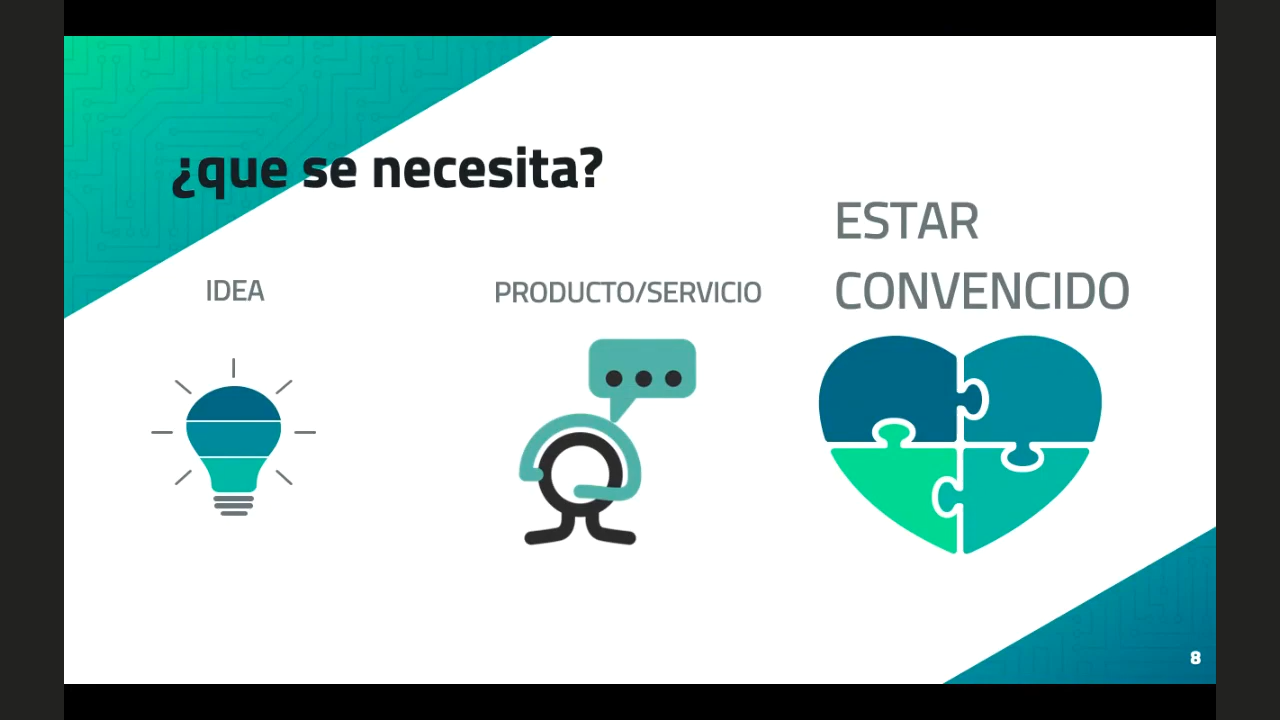 ¿que se necesita?
IDEA
PRODUCTO/SERVICIO
ESTAR
CONVENCIDO
8